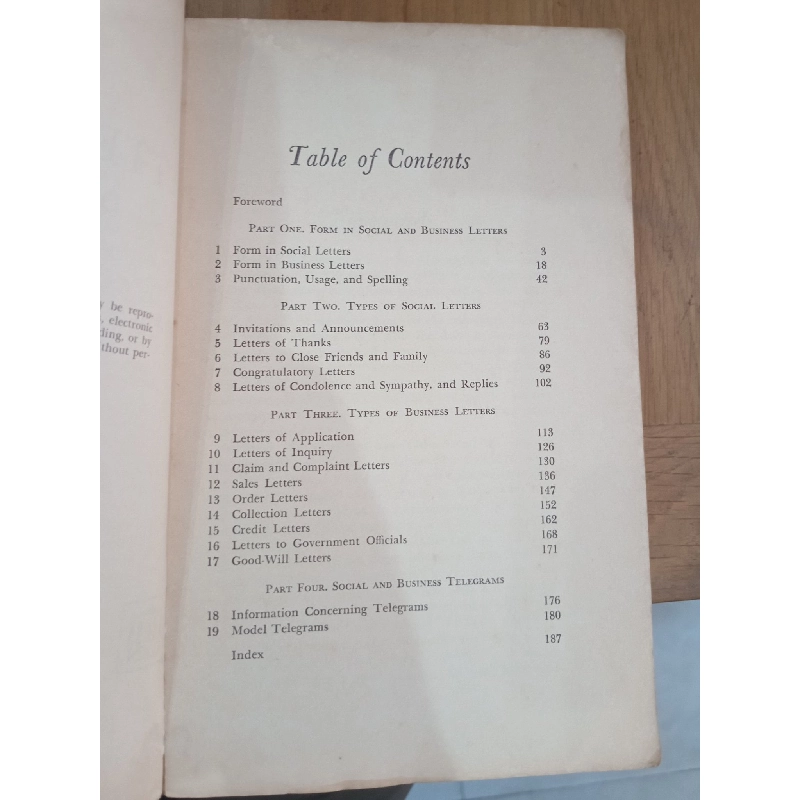 y be repro-
, electronic
ding, or by
thout per-
Table of Contents
Foreword
Part One. Form in Social and Business Letters
1 Form in Social Letters 3
2 Form in Business Letters 18
3 Punctuation, Usage, and Spelling 42
Part Two. Types of Social Letters
4 Invitations and Announcements 63
5 Letters of Thanks 79
6 Letters to Close Friends and Family 86
7 Congratulatory Letters 92
8 Letters of Condolence and Sympathy, and Replies 102
Part Three. Types of Business Letters
9 Letters of Application 113
10 Letters of Inquiry 126
11 Claim and Complaint Letters 130
12 Sales Letters 136
13 Order Letters 147
14 Collection Letters 152
15 Credit Letters 162
16 Letters to Government Officials 168
17 Good-Will Letters 171
Part Four. Social and Business Telegrams
18 Information Concerning Telegrams 176
19 Model Telegrams 180
Index 187